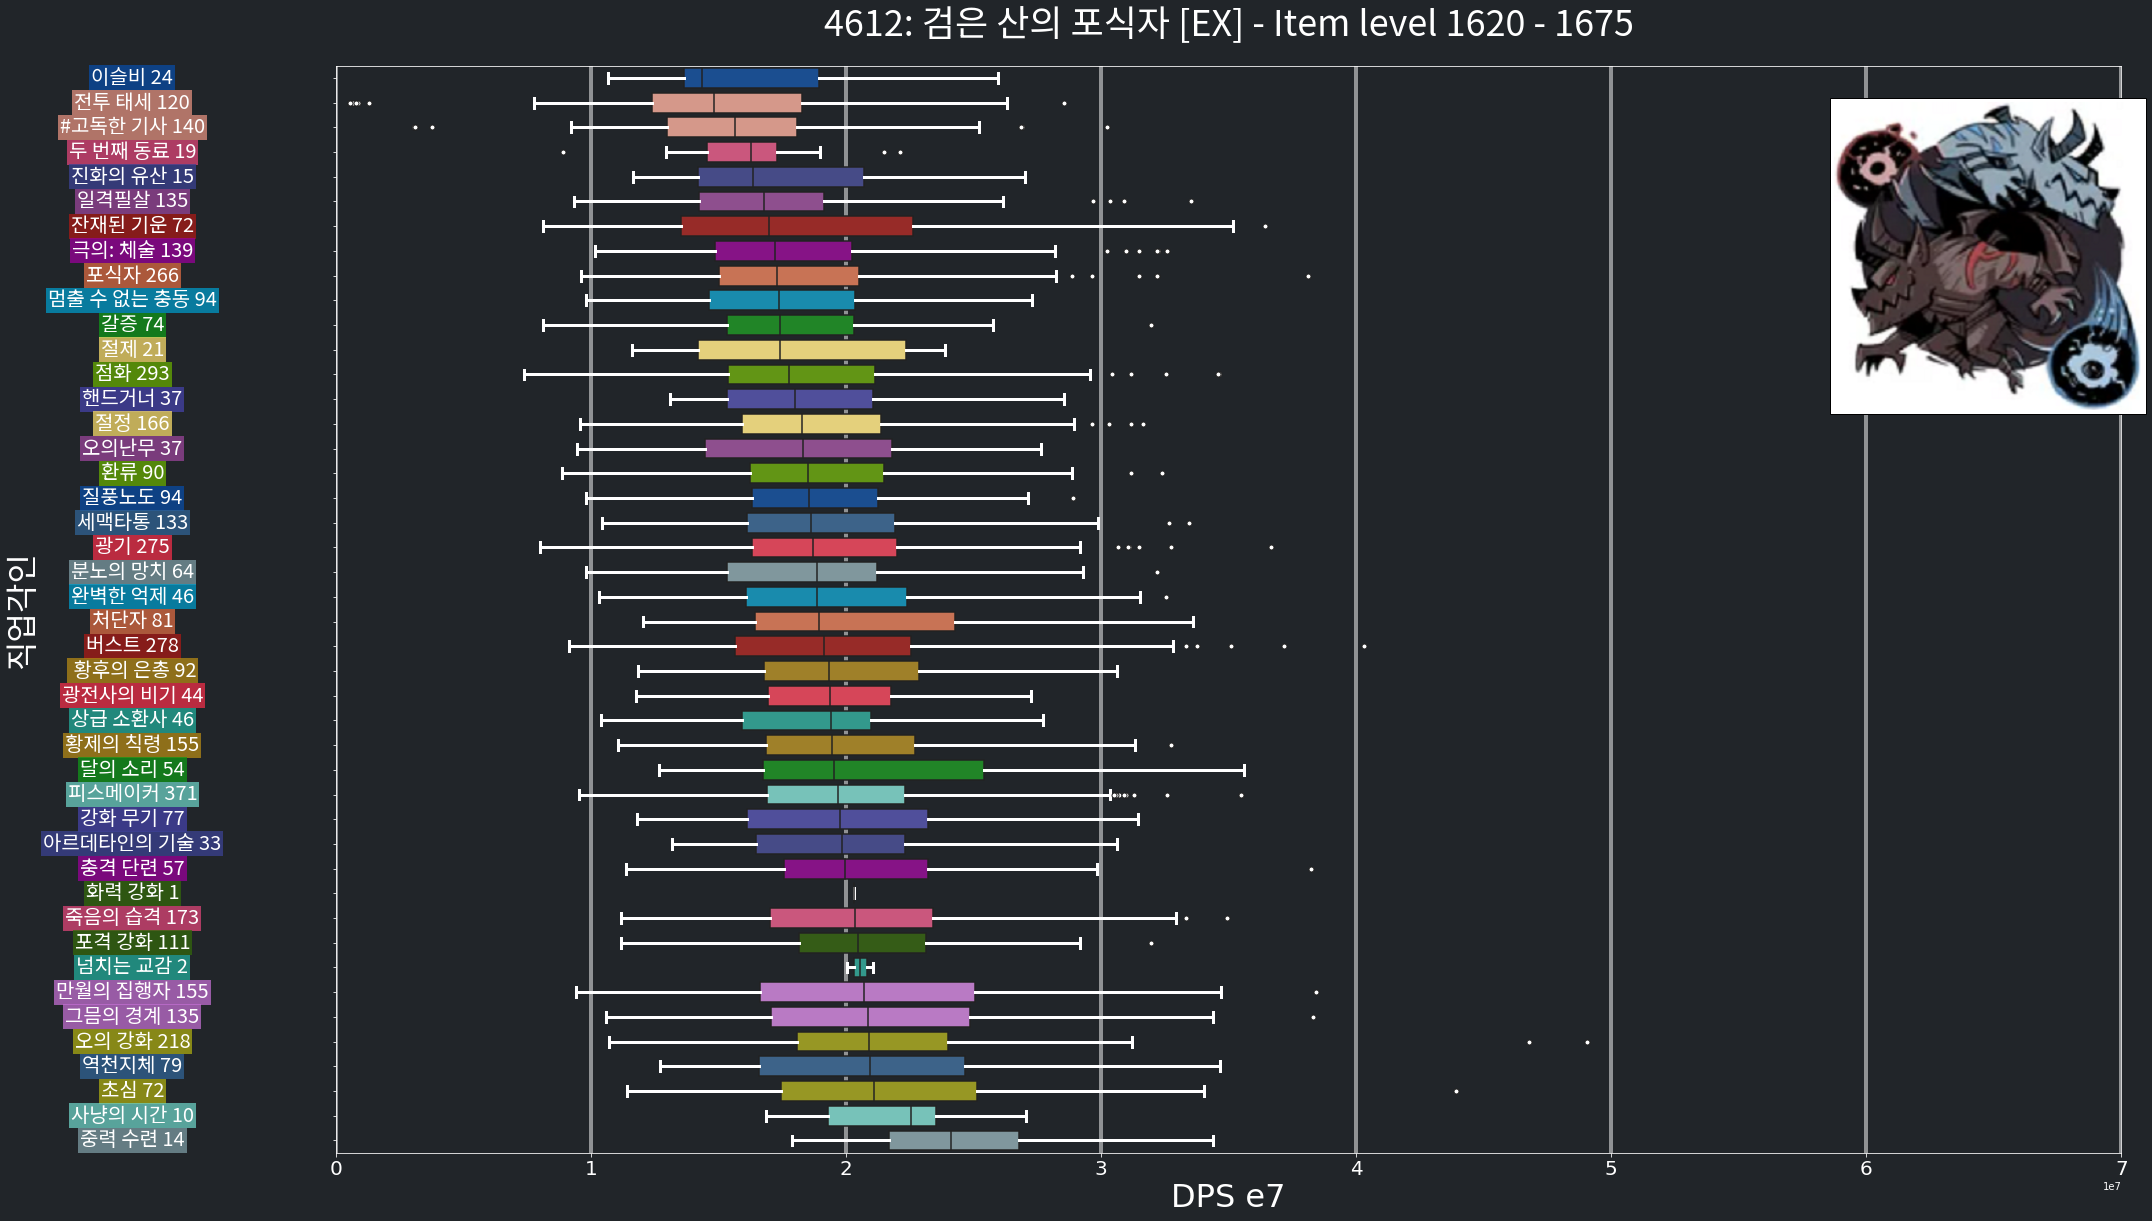 4612: 검은 산의 포식자 [EX] - Item level 1620 - 1675
이슬비 24
전투 태세 120
#고독한 기사 140
두 번째 동료 19
진화의 유산 15
일격필살 135
잔재된 기운 72
극의: 체술 139
포식자 266
멈출 수 없는 충동 94
갈증 74
절제 21
점화 293
핸드거너 37
절정 166
오의난무 37
환류 90
질풍노도 94
세맥타통 133
광기 275
분노의 망치 64
완벽한 억제 46
처단자 81
버스트 278
황후의 은총 92
광전사의 비기 44
상급 소환사 46
황제의 칙령 155
달의 소리 54
피스메이커 371
강화 무기 77
아르데타인의 기술 33
충격 단련 57
화력 강화 1
죽음의 습격 173
포격 강화 111
넘치는 교감 2
만월의 집행자 155
그믐의 경계 135
오의 강화 218
역천지체 79
초심 72
사냥의 시간 10
중력 수련 14
직업각인
0 1 2 3 4 5 6 7
1e7
DPS e7